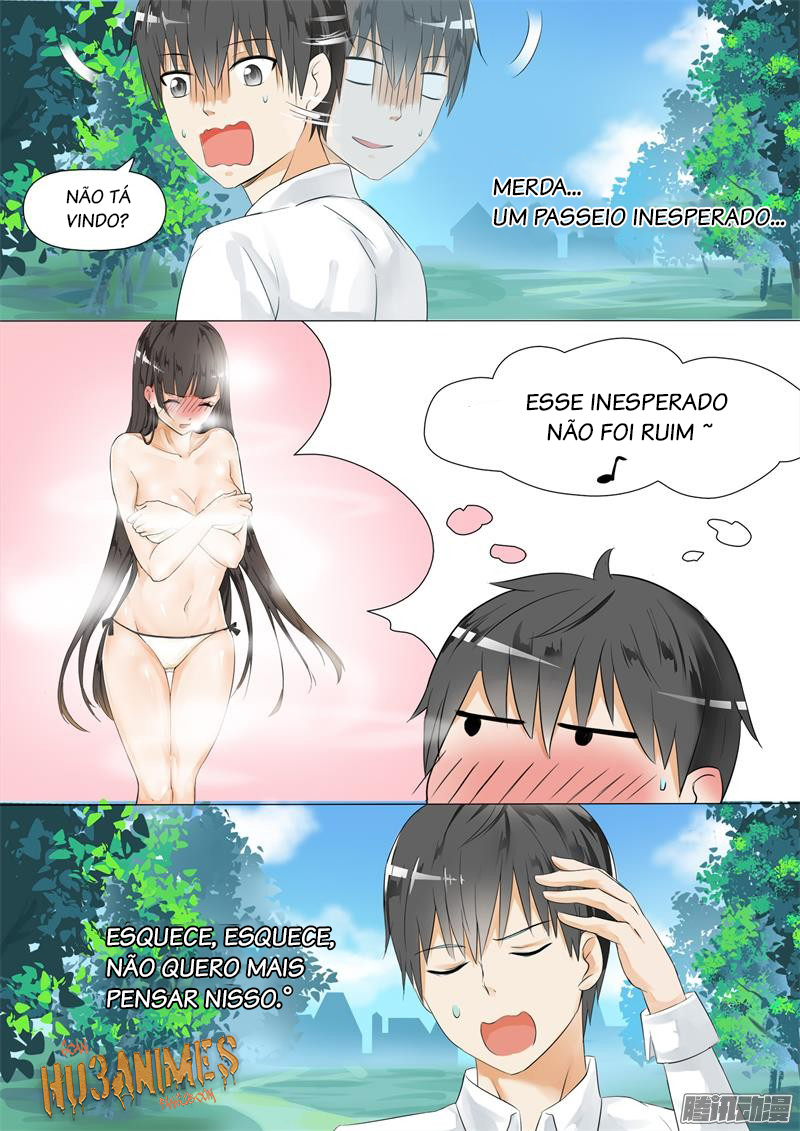 NÃO TÁ
VINDO?
MERDA...
UM PASSEIO INESPERADO...
ESSE INESPERADO
NÃO FOI RUIM ~
ESQUECE, ESQUECE,
NÃO QUERO MAIS
PENSAR NISSO.°
HU3ANIMES
腾讯动漫